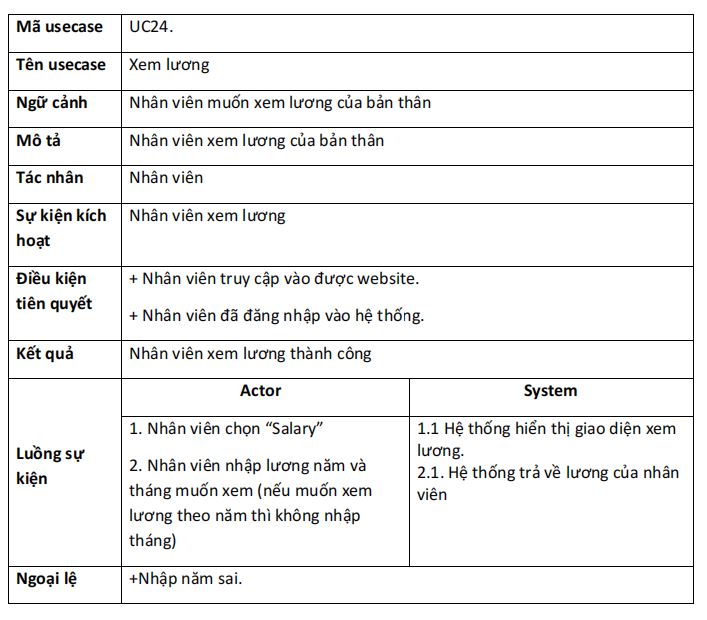 Mã usecase
UC24.
Tên usecase
Xem lương
Ngữ cảnh
Nhân viên muốn xem lương của bản thân
Mô tả
Nhân viên xem lương của bản thân
Tác nhân
Nhân viên
Sự kiện kích
hoạt
Nhân viên xem lương
Điều kiện
tiên quyết
+ Nhân viên truy cập vào được website.
+ Nhân viên đã đăng nhập vào hệ thống.
Kết quả
Nhân viên xem lương thành công
Luồng sự
kiện
Actor
System
1. Nhân viên chọn “Salary”
2. Nhân viên nhập lương năm và
tháng muốn xem (nếu muốn xem
lương theo năm thì không nhập
tháng)
1.1 Hệ thống hiển thị giao diện xem
lương.
2.1. Hệ thống trả về lương của nhân
viên
Ngoại lệ
+Nhập năm sai.